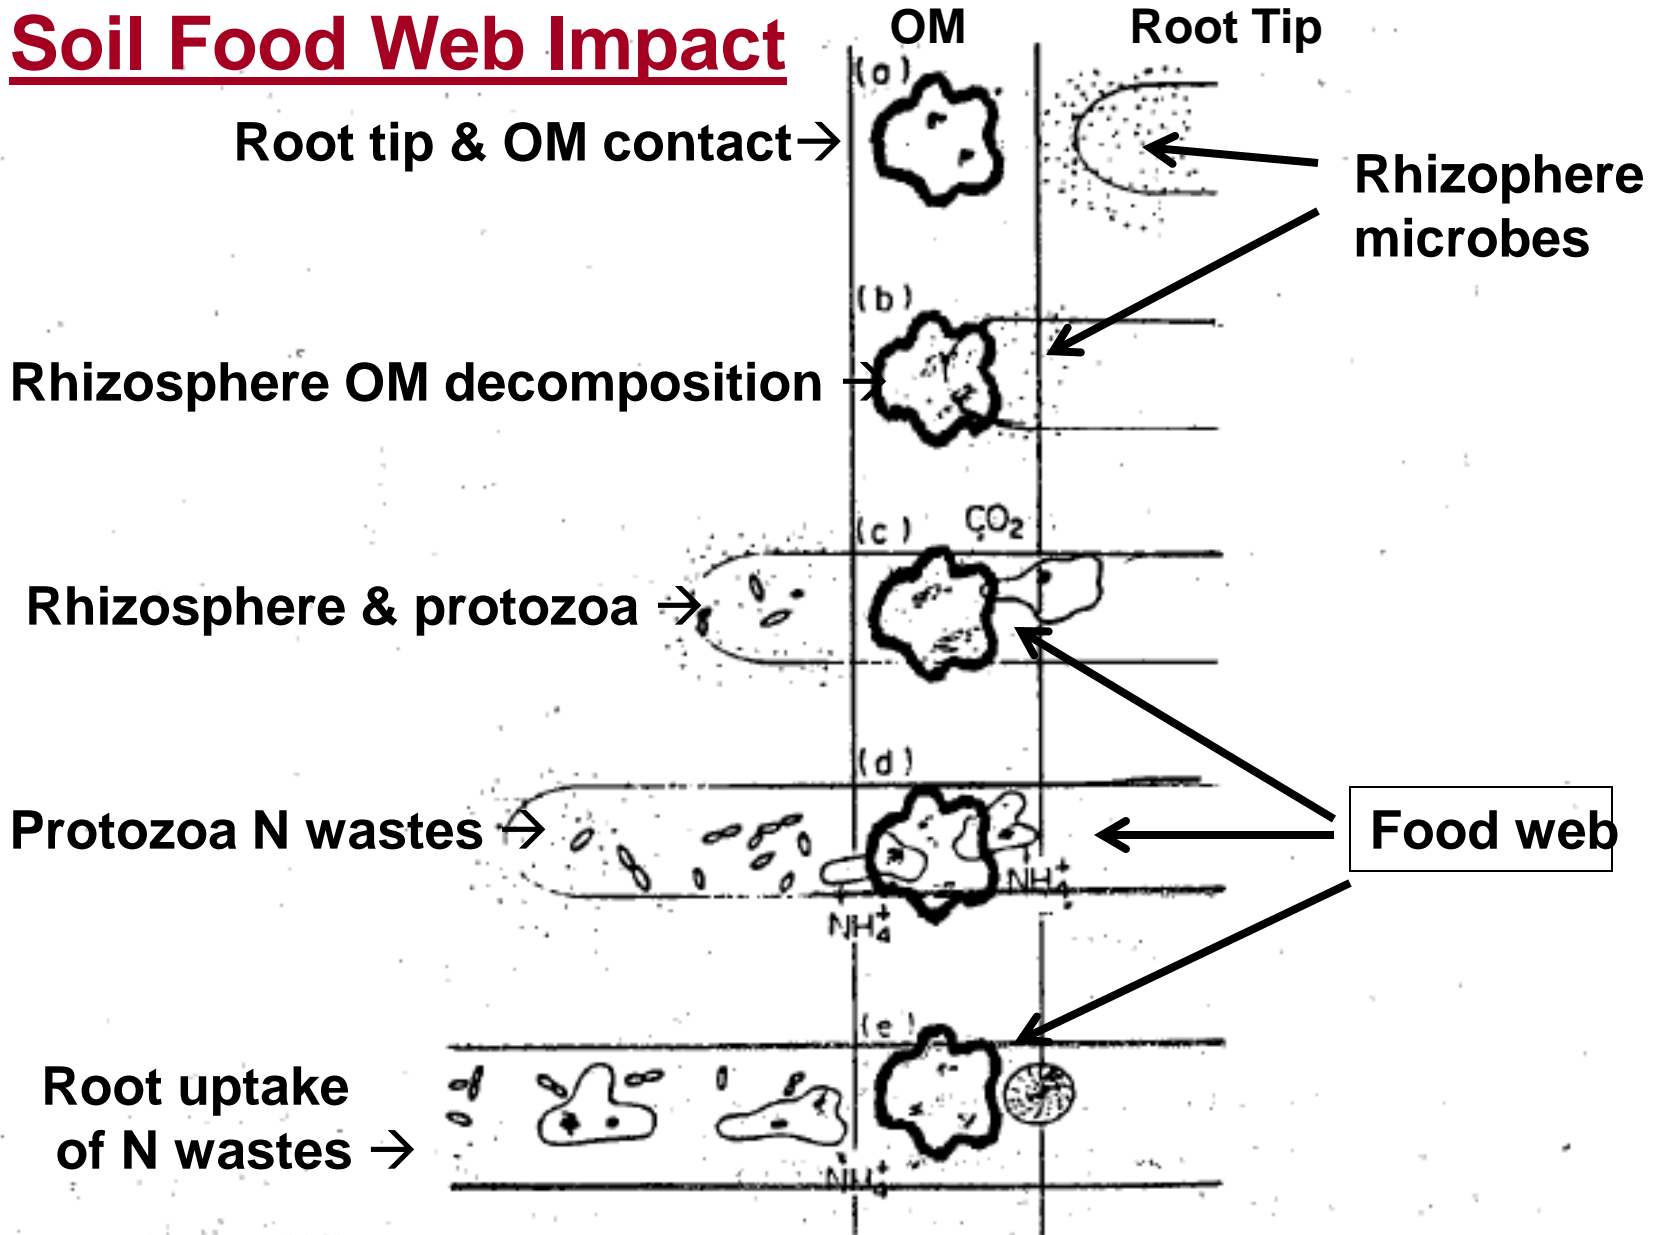 Soil Food Web Impact
OM
Root Tip
(a)
Root tip & OM contact→
Rhizophere
microbes
(b)
Rhizosphere OM decomposition →
(c)
CO₂
Rhizosphere & protozoa →
(d)
Protozoa N wastes →
Food web
NH₄⁺
NH₄⁺
(e)
Root uptake
of N wastes →
NH₄⁺